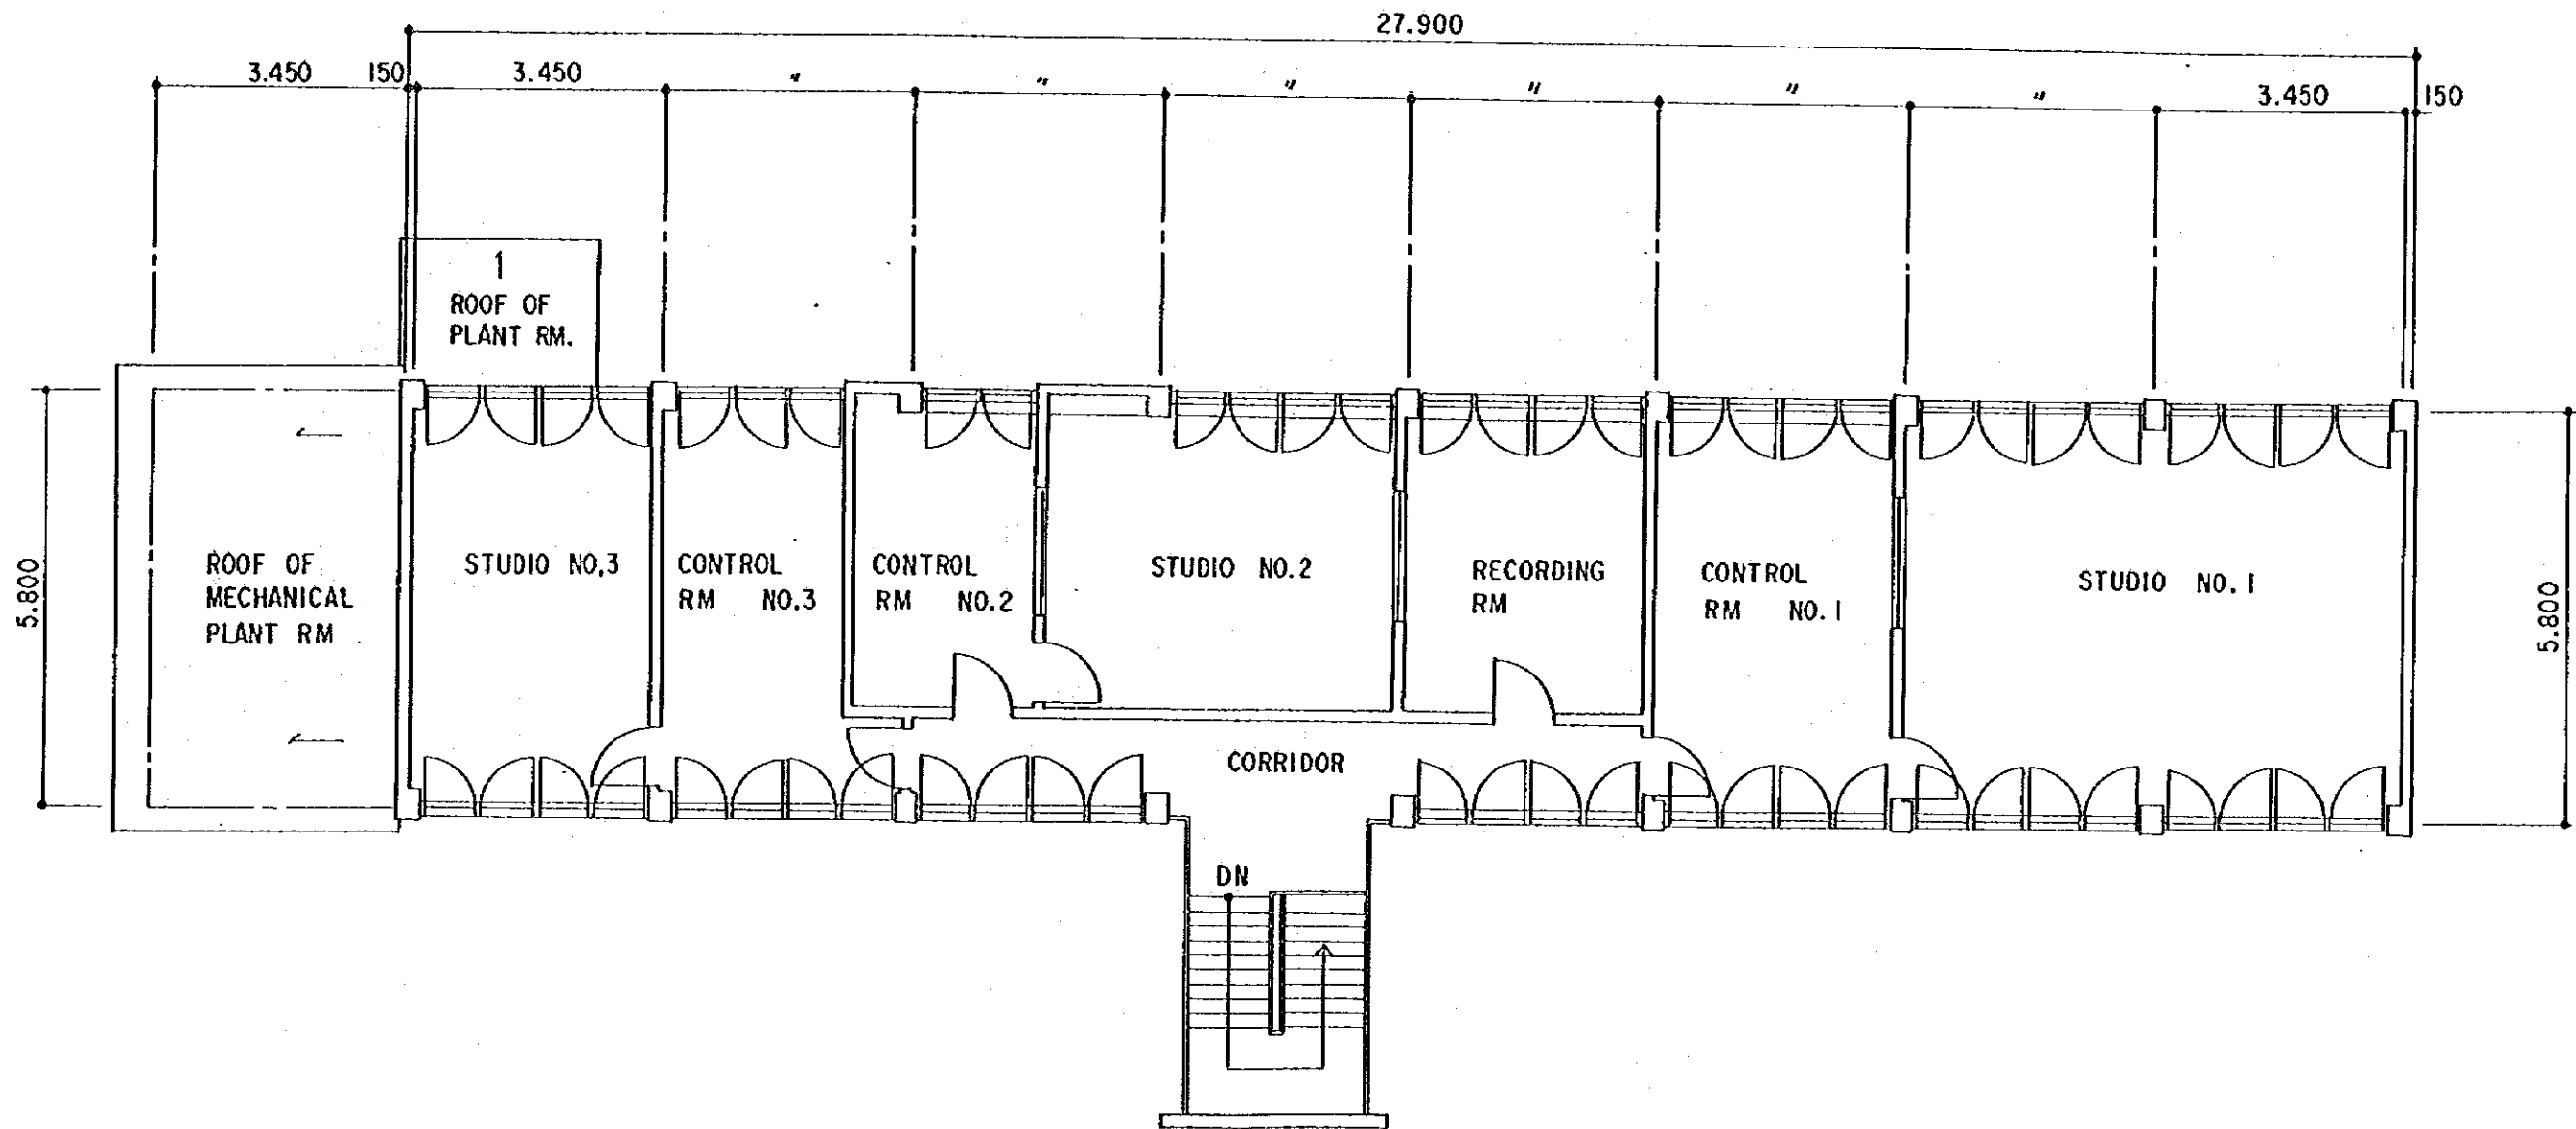 27.900
3.450 150 3.450 〃 〃 〃 〃 〃 〃 3.450 150
1
ROOF OF
PLANT RM.
5.800
ROOF OF
MECHANICAL
PLANT RM
STUDIO NO.3
CONTROL
RM NO.3
CONTROL
RM NO.2
STUDIO NO.2
RECORDING
RM
CONTROL
RM NO.1
STUDIO NO.1
5.800
CORRIDOR
DN